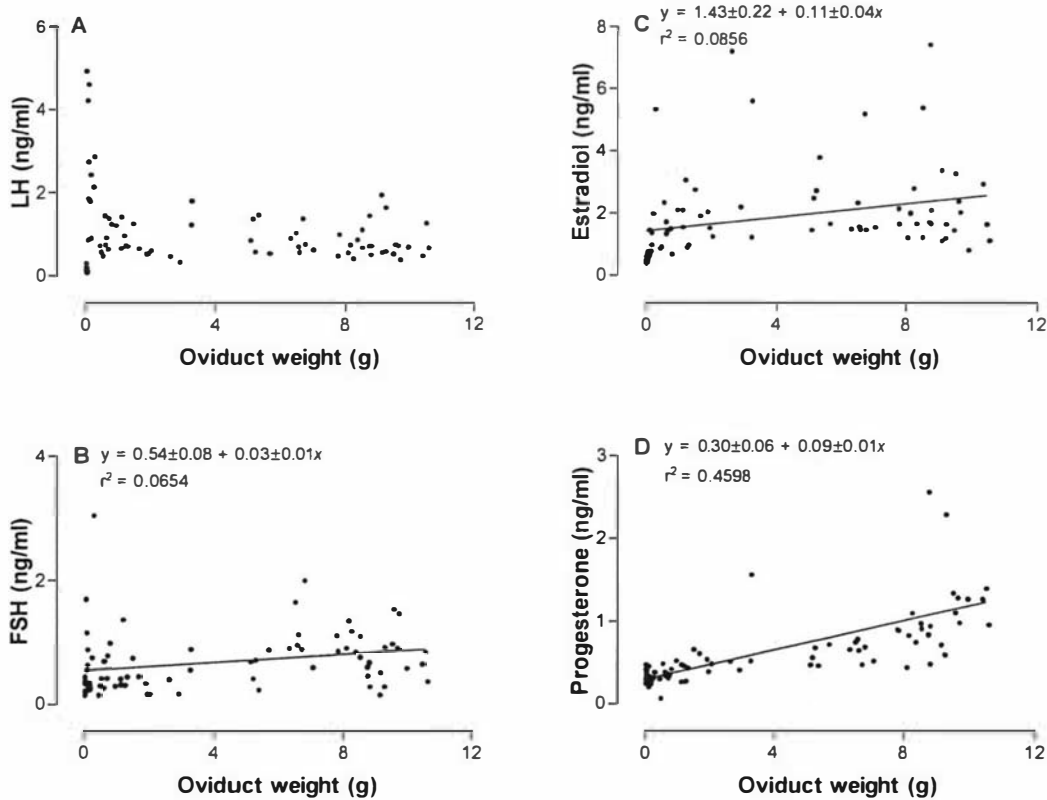 A
6
4
2
0
LH (ng/ml)
0 4 8 12
Oviduct weight (g)
C y = 1.43±0.22 + 0.11±0.04x
r² = 0.0856
8
6
4
2
0
Estradiol (ng/ml)
0 4 8 12
Oviduct weight (g)
B y = 0.54±0.08 + 0.03±0.01x
r² = 0.0654
4
2
0
FSH (ng/ml)
0 4 8 12
Oviduct weight (g)
D y = 0.30±0.06 + 0.09±0.01x
r² = 0.4598
3
2
1
0
Progesterone (ng/ml)
0 4 8 12
Oviduct weight (g)